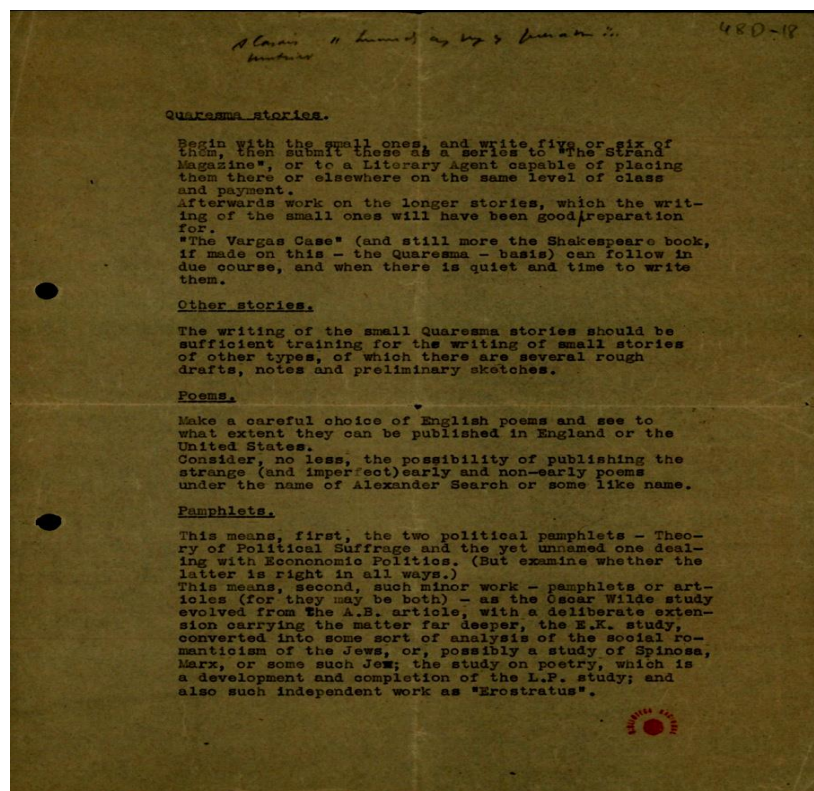 48D-18
Quaresma stories.
Begin with the small ones, and write five or six of
them, then submit these as a series to "The Strand
Magazine", or to a Literary Agent capable of placing
them there or elsewhere on the same level of class
and payment.
Afterwards work on the longer stories, which the writ-
ing of the small ones will have been good preparation
for.
"The Vargas Case" (and still more the Shakespeare book,
if made on this - the Quaresma - basis) can follow in
due course, and when there is quiet and time to write
them.
Other stories.
The writing of the small Quaresma stories should be
sufficient training for the writing of small stories
of other types, of which there are several rough
drafts, notes and preliminary sketches.
Poems.
Make a careful choice of English poems and see to
what extent they can be published in England or the
United States.
Consider, no less, the possibility of publishing the
strange (and imperfect)early and non-early poems
under the name of Alexander Search or some like name.
Pamphlets.
This means, first, the two political pamphlets - Theo-
ry of Political Suffrage and the yet unnamed one deal-
ing with Econonomic Politics. (But examine whether the
latter is right in all ways.)
This means, second, such minor work - pamphlets or art-
icles (for they may be both) - as the Oscar Wilde study
evolved from the A.B. article, with a deliberate exten-
sion carrying the matter far deeper, the E.K. study,
converted into some sort of analysis of the social ro-
manticism of the Jews, or, possibly a study of Spinosa,
Marx, or some such Jew; the study on poetry, which is
a development and completion of the L.P. study; and
also such independent work as "Erostratus".